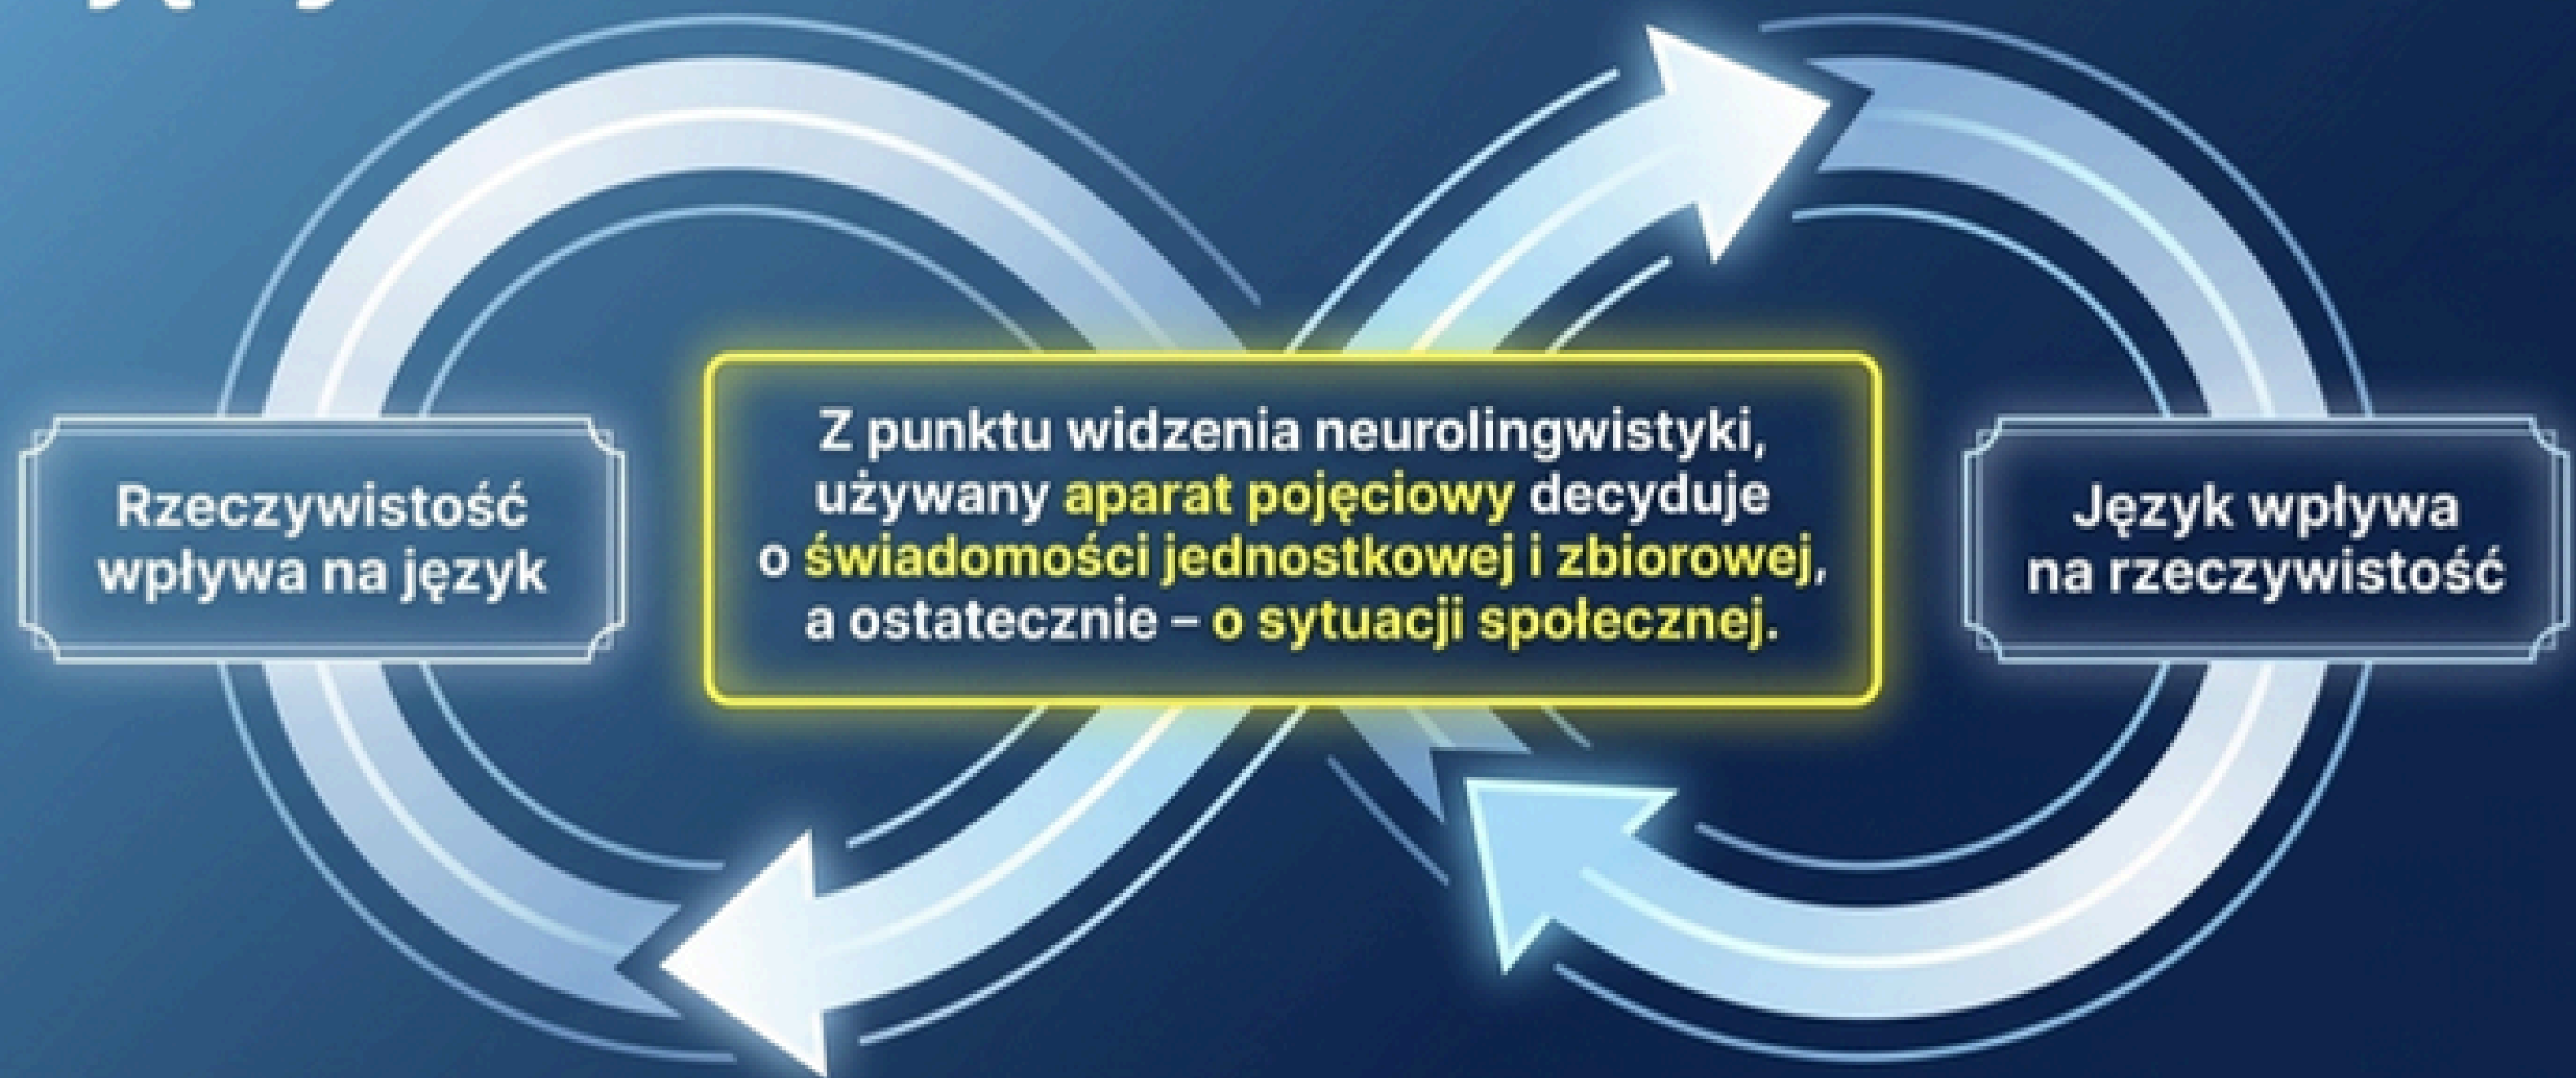 Rzeczywistość
wpływa na język
Z punktu widzenia neurolingwistyki,
używany aparat pojęciowy decyduje
o świadomości jednostkowej i zbiorowej,
a ostatecznie – o sytuacji społecznej.
Język wpływa
na rzeczywistość